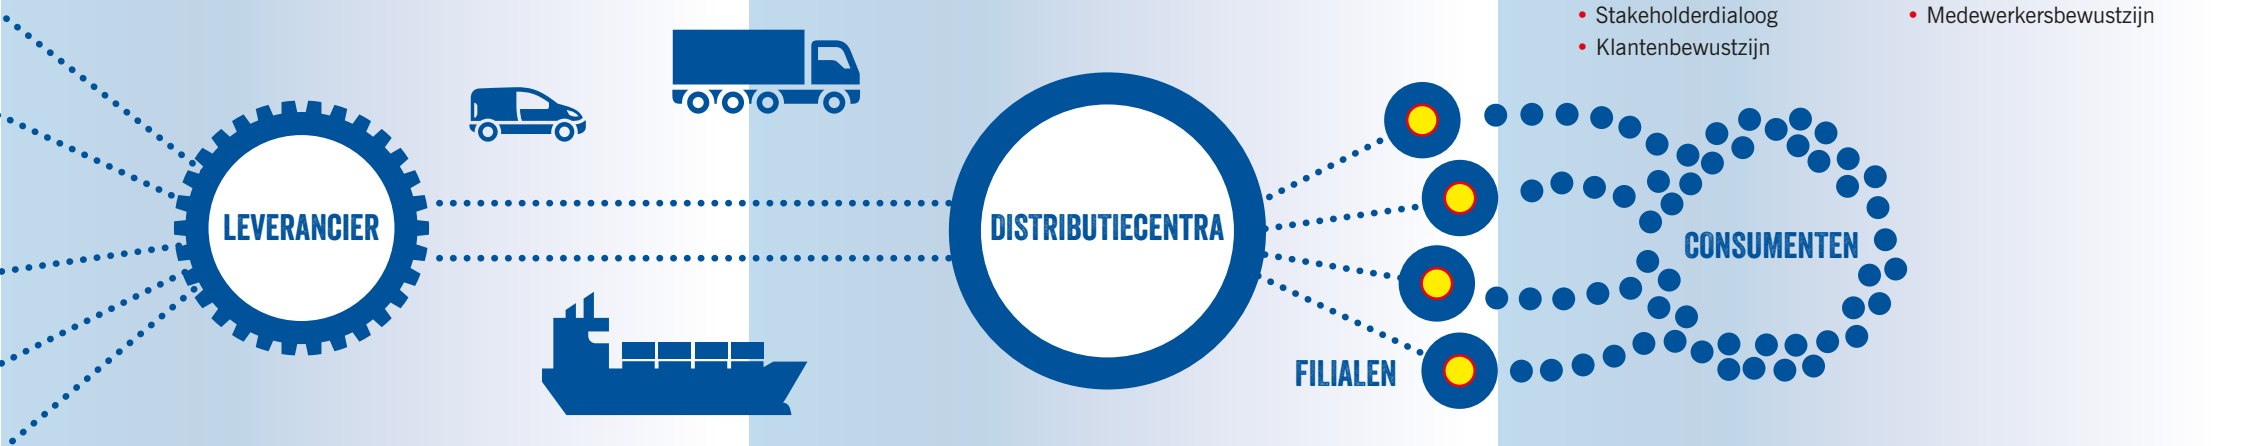 • Stakeholderdialoog
• Klantenbewustzijn
• Medewerkersbewustzijn
LEVERANCIER
DISTRIBUTIECENTRA
CONSUMENTEN
FILIALEN